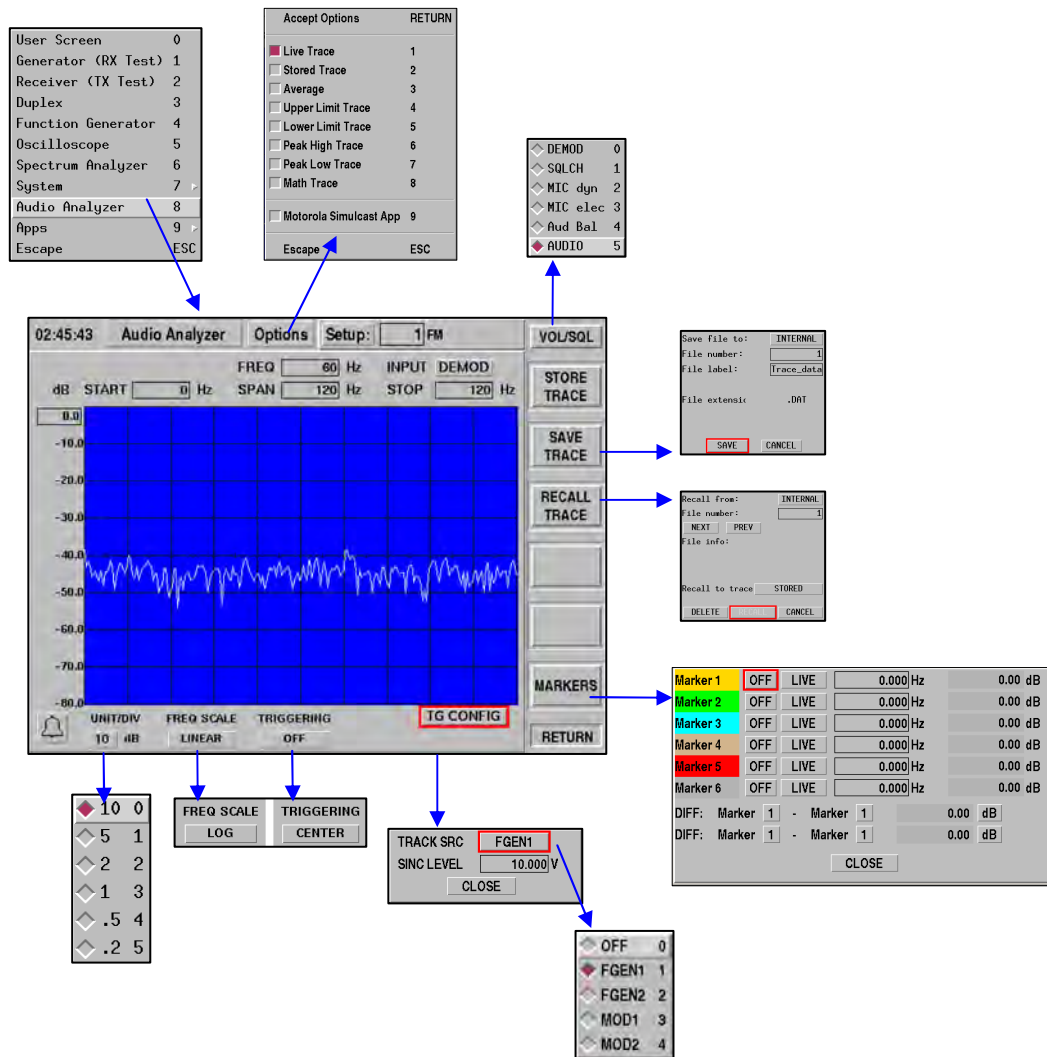 User Screen 0
Generator (RX Test) 1
Receiver (TX Test) 2
Duplex 3
Function Generator 4
Oscilloscope 5
Spectrum Analyzer 6
System 7
Audio Analyzer 8
Apps 9
Escape ESC
Accept Options RETURN
Live Trace 1
Stored Trace 2
Average 3
Upper Limit Trace 4
Lower Limit Trace 5
Peak High Trace 6
Peak Low Trace 7
Math Trace 8
Motorola Simulcast App 9
Escape ESC
DEMOD 0
SQLCH 1
MIC dyn 2
MIC elec 3
Aud Bal 4
AUDIO 5
02:45:43 Audio Analyzer Options Setup: 1 FM
FREQ 60 Hz INPUT DEMOD
dB START 0 Hz SPAN 120 Hz STOP 120 Hz
0.0
-10.0
-20.0
-30.0
-40.0
-50.0
-60.0
-70.0
-80.0
UNIT/DIV FREQ SCALE TRIGGERING TG CONFIG
10 dB LINEAR OFF
VOL/SQL
STORE
TRACE
SAVE
TRACE
RECALL
TRACE
MARKERS
RETURN
Save file to: INTERNAL
File number: 1
File label: Trace_data
File extensic .DAT
SAVE CANCEL
Recall from: INTERNAL
File number: 1
NEXT PREV
File info:
Recall to trace STORED
DELETE RECALL CANCEL
Marker 1 OFF LIVE 0.000 Hz 0.00 dB
Marker 2 OFF LIVE 0.000 Hz 0.00 dB
Marker 3 OFF LIVE 0.000 Hz 0.00 dB
Marker 4 OFF LIVE 0.000 Hz 0.00 dB
Marker 5 OFF LIVE 0.000 Hz 0.00 dB
Marker 6 OFF LIVE 0.000 Hz 0.00 dB
DIFF: Marker 1 - Marker 1 0.00 dB
DIFF: Marker 1 - Marker 1 0.00 dB
CLOSE
10 0
5 1
2 2
1 3
.5 4
.2 5
FREQ SCALE TRIGGERING
LOG CENTER
TRACK SRC FGEN1
SINC LEVEL 10.000 V
CLOSE
OFF 0
FGEN1 1
FGEN2 2
MOD1 3
MOD2 4